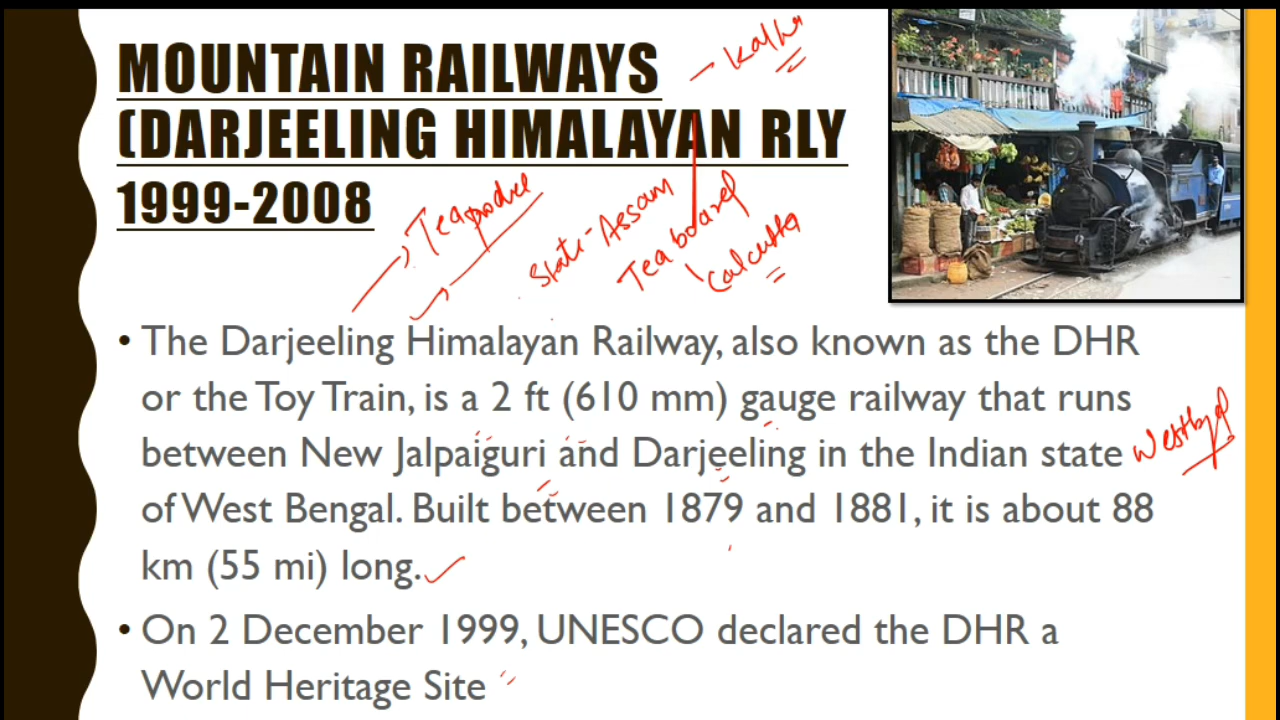 MOUNTAIN RAILWAYS
(DARJEELING HIMALAYAN RLY
1999-2008
Kalka
Tea produce
State-Assam
Tea board
Calcutta
• The Darjeeling Himalayan Railway, also known as the DHR
or the Toy Train, is a 2 ft (610 mm) gauge railway that runs
between New Jalpaiguri and Darjeeling in the Indian state
of West Bengal. Built between 1879 and 1881, it is about 88
km (55 mi) long.
• On 2 December 1999, UNESCO declared the DHR a
World Heritage Site